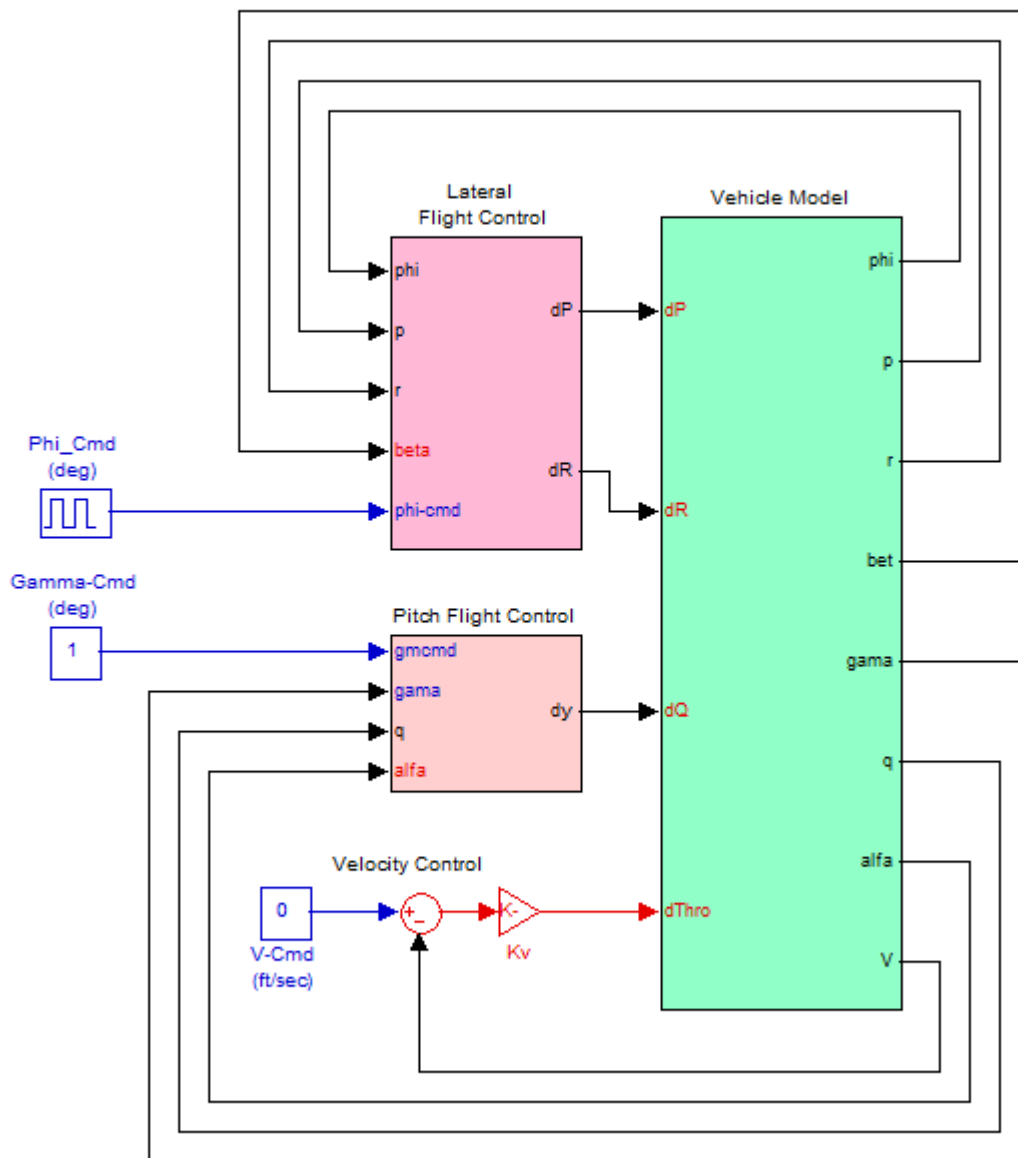 Lateral
Flight Control
Vehicle Model
phi
p
r
beta
phi-cmd
dP
dR
dP
dR
dQ
dThro
phi
p
r
bet
gama
q
alfa
V
Phi_Cmd
(deg)
Gamma-Cmd
(deg)
1
Pitch Flight Control
gmcmd
gama
q
alfa
dy
Velocity Control
0
V-Cmd
(ft/sec)
+
-
K-
Kv